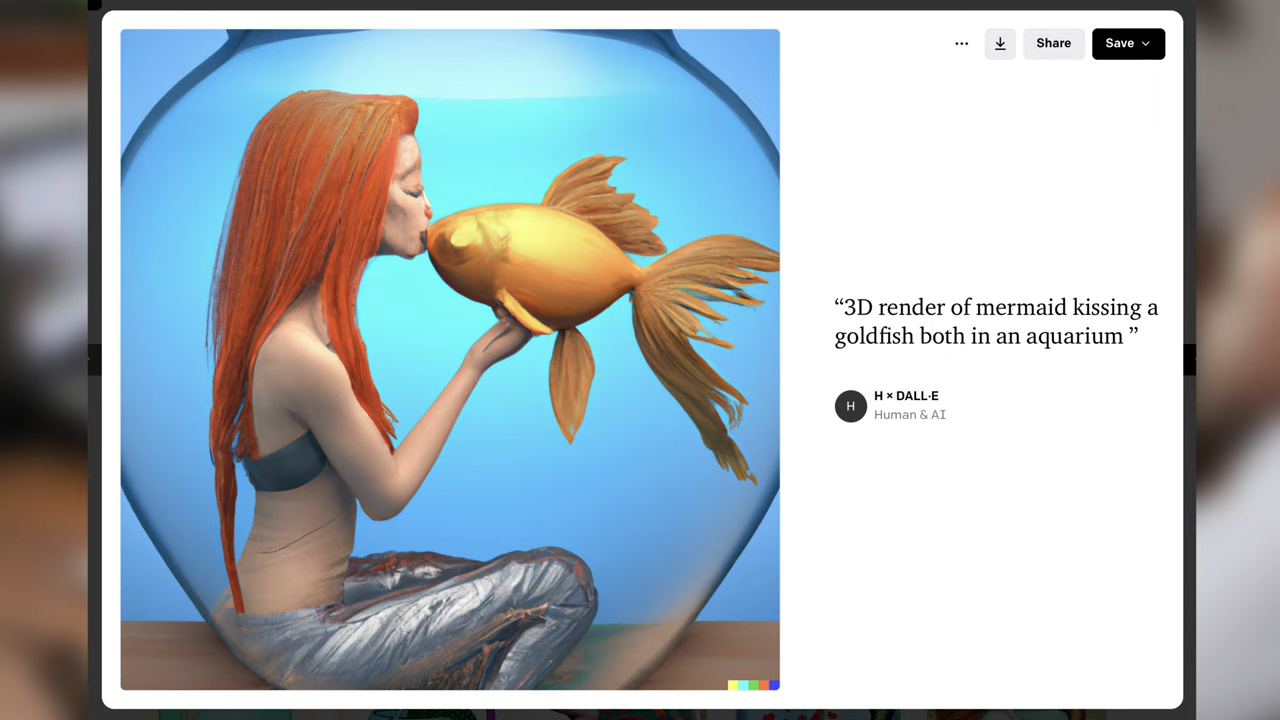 Share
Save
“3D render of mermaid kissing a
goldfish both in an aquarium ”
H
H × DALL·E
Human & AI